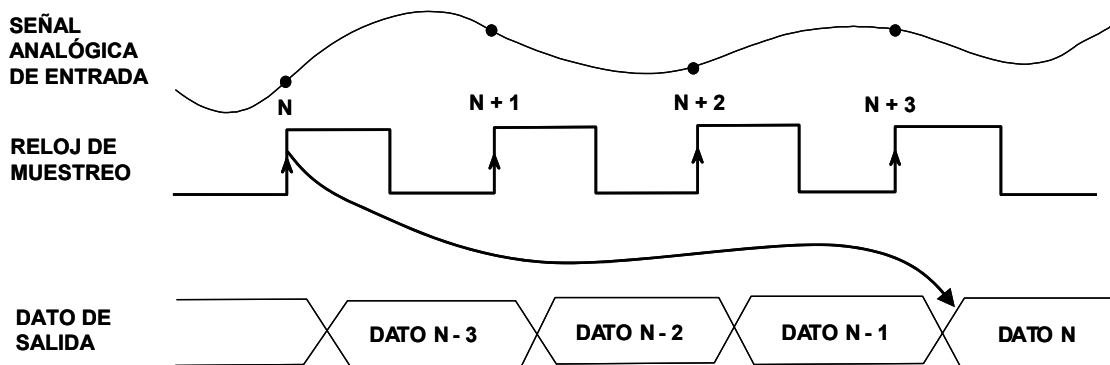 SEÑAL
ANALÓGICA
DE ENTRADA
N
N + 1
N + 2
N + 3
RELOJ DE
MUESTREO
DATO DE
SALIDA
DATO N - 3
DATO N - 2
DATO N - 1
DATO N